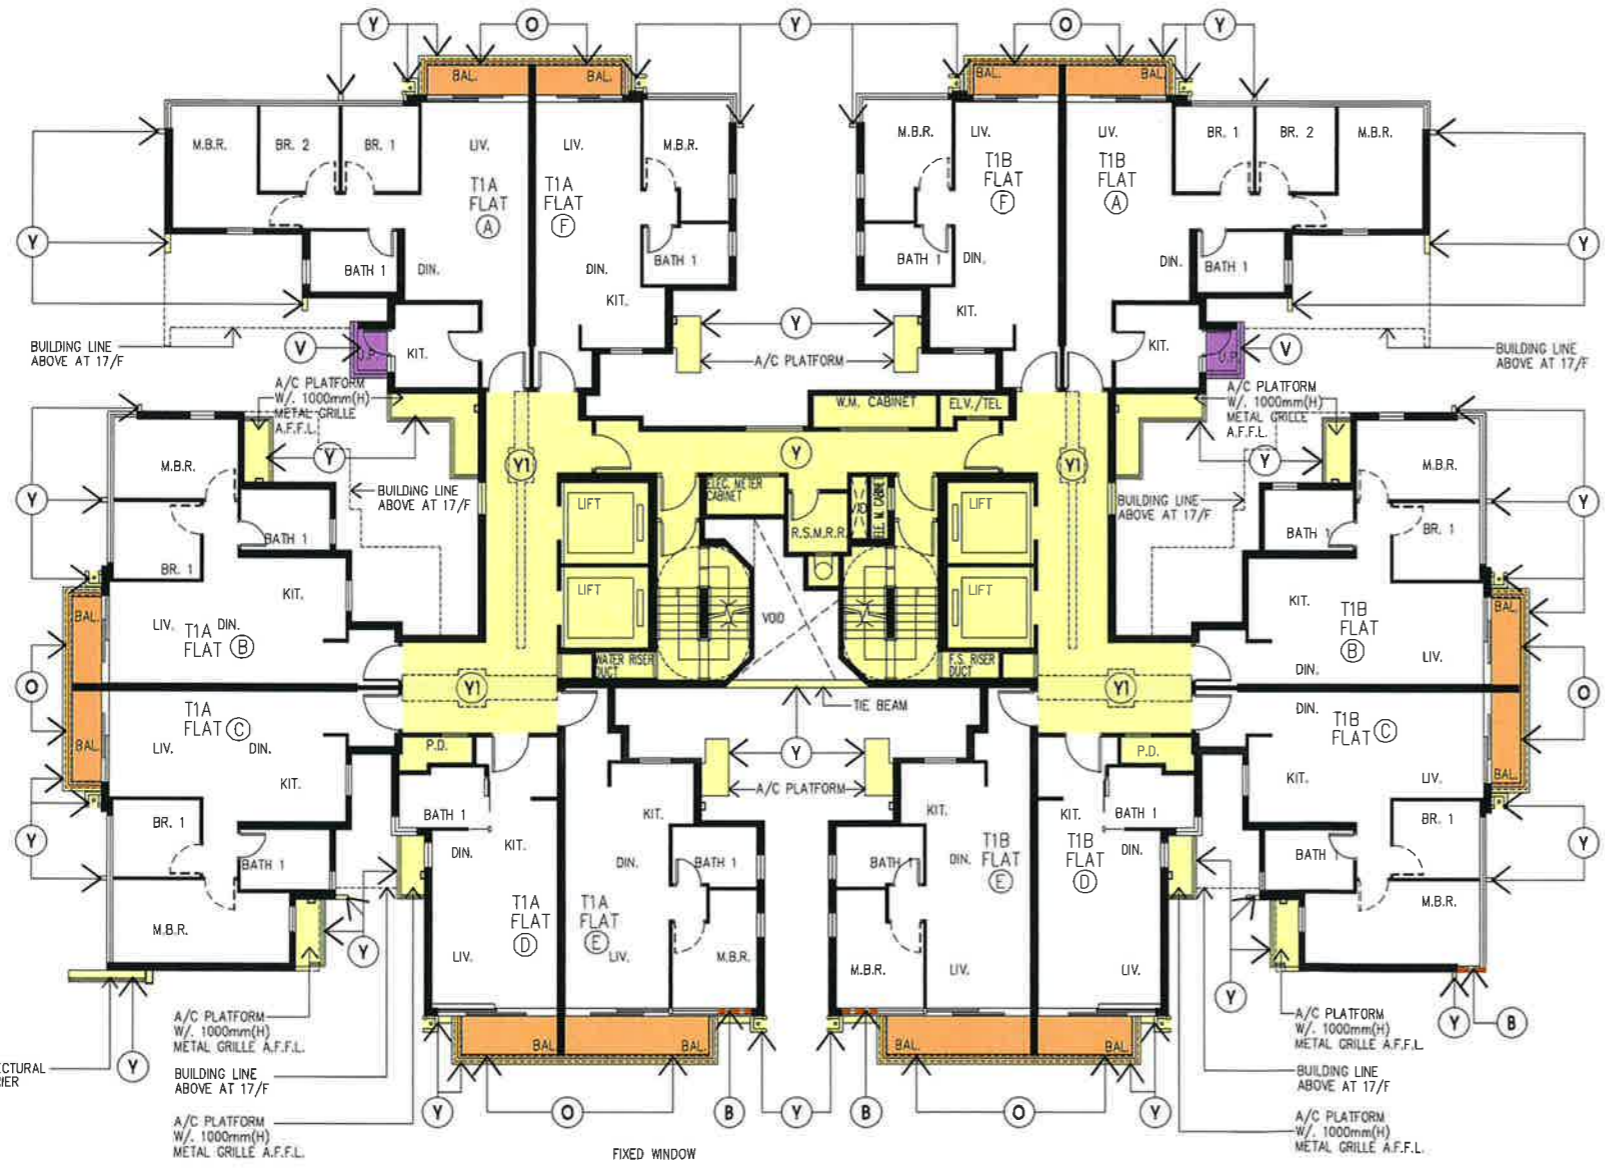 Y
O
Y
O
Y
BAL.
BAL.
BAL.
BAL.
M.B.R.
BR. 2
BR. 1
LIV.
LIV.
M.B.R.
M.B.R.
LIV.
LIV.
BR. 1
BR. 2
M.B.R.
T1A
FLAT
A
T1A
FLAT
F
T1B
FLAT
F
T1B
FLAT
A
Y
Y
BATH 1
DIN.
DIN.
BATH 1
BATH 1
DIN.
DIN.
BATH 1
KIT.
KIT.
Y
BUILDING LINE
ABOVE AT 17/F
V
U.P.
KIT.
A/C PLATFORM
KIT.
U.P.
V
BUILDING LINE
ABOVE AT 17/F
A/C PLATFORM
W/. 1000mm(H)
METAL GRILLE
A.F.F.L.
W.M. CABINET
ELV./TEL
A/C PLATFORM
W/. 1000mm(H)
METAL GRILLE
A.F.F.L.
M.B.R.
Y
Y1
Y
Y1
Y
M.B.R.
Y
BUILDING LINE
ABOVE AT 17/F
ELEC. METER
CABINET
BUILDING LINE
ABOVE AT 17/F
Y
LIFT
R.S.M.R.R.
LIFT
BATH 1
BR. 1
BATH 1
BR. 1
KIT.
LIFT
VOID
LIFT
KIT.
BAL.
LIV.
DIN.
T1A
FLAT
B
T1B
FLAT
B
BAL.
WATER RISER
DUCT
F.S. RISER
DUCT
DIN.
LIV.
O
Y1
Y1
O
T1A
FLAT
C
TIE BEAM
DIN.
T1B
FLAT
C
BAL.
LIV.
DIN.
P.D.
Y
P.D.
KIT.
LIV.
BAL.
KIT.
A/C PLATFORM
BR. 1
BATH 1
KIT.
KIT.
KIT.
KIT.
BATH 1
BR. 1
Y
BATH 1
DIN.
DIN.
BATH 1
BATH 1
DIN.
T1B
FLAT
E
T1B
FLAT
D
DIN.
BATH 1
Y
M.B.R.
T1A
FLAT
D
T1A
FLAT
E
M.B.R.
Y
LIV.
LIV.
M.B.R.
M.B.R.
LIV.
LIV.
Y
A/C PLATFORM
W/. 1000mm(H)
METAL GRILLE A.F.F.L.
BAL.
BAL.
BAL.
BAL.
A/C PLATFORM
W/. 1000mm(H)
METAL GRILLE A.F.F.L.
Y
B
ECTURAL
IER
Y
BUILDING LINE
ABOVE AT 17/F
BUILDING LINE
ABOVE AT 17/F
Y
O
B
Y
B
O
Y
A/C PLATFORM
W/. 1000mm(H)
METAL GRILLE A.F.F.L.
A/C PLATFORM
W/. 1000mm(H)
METAL GRILLE A.F.F.L.
FIXED WINDOW